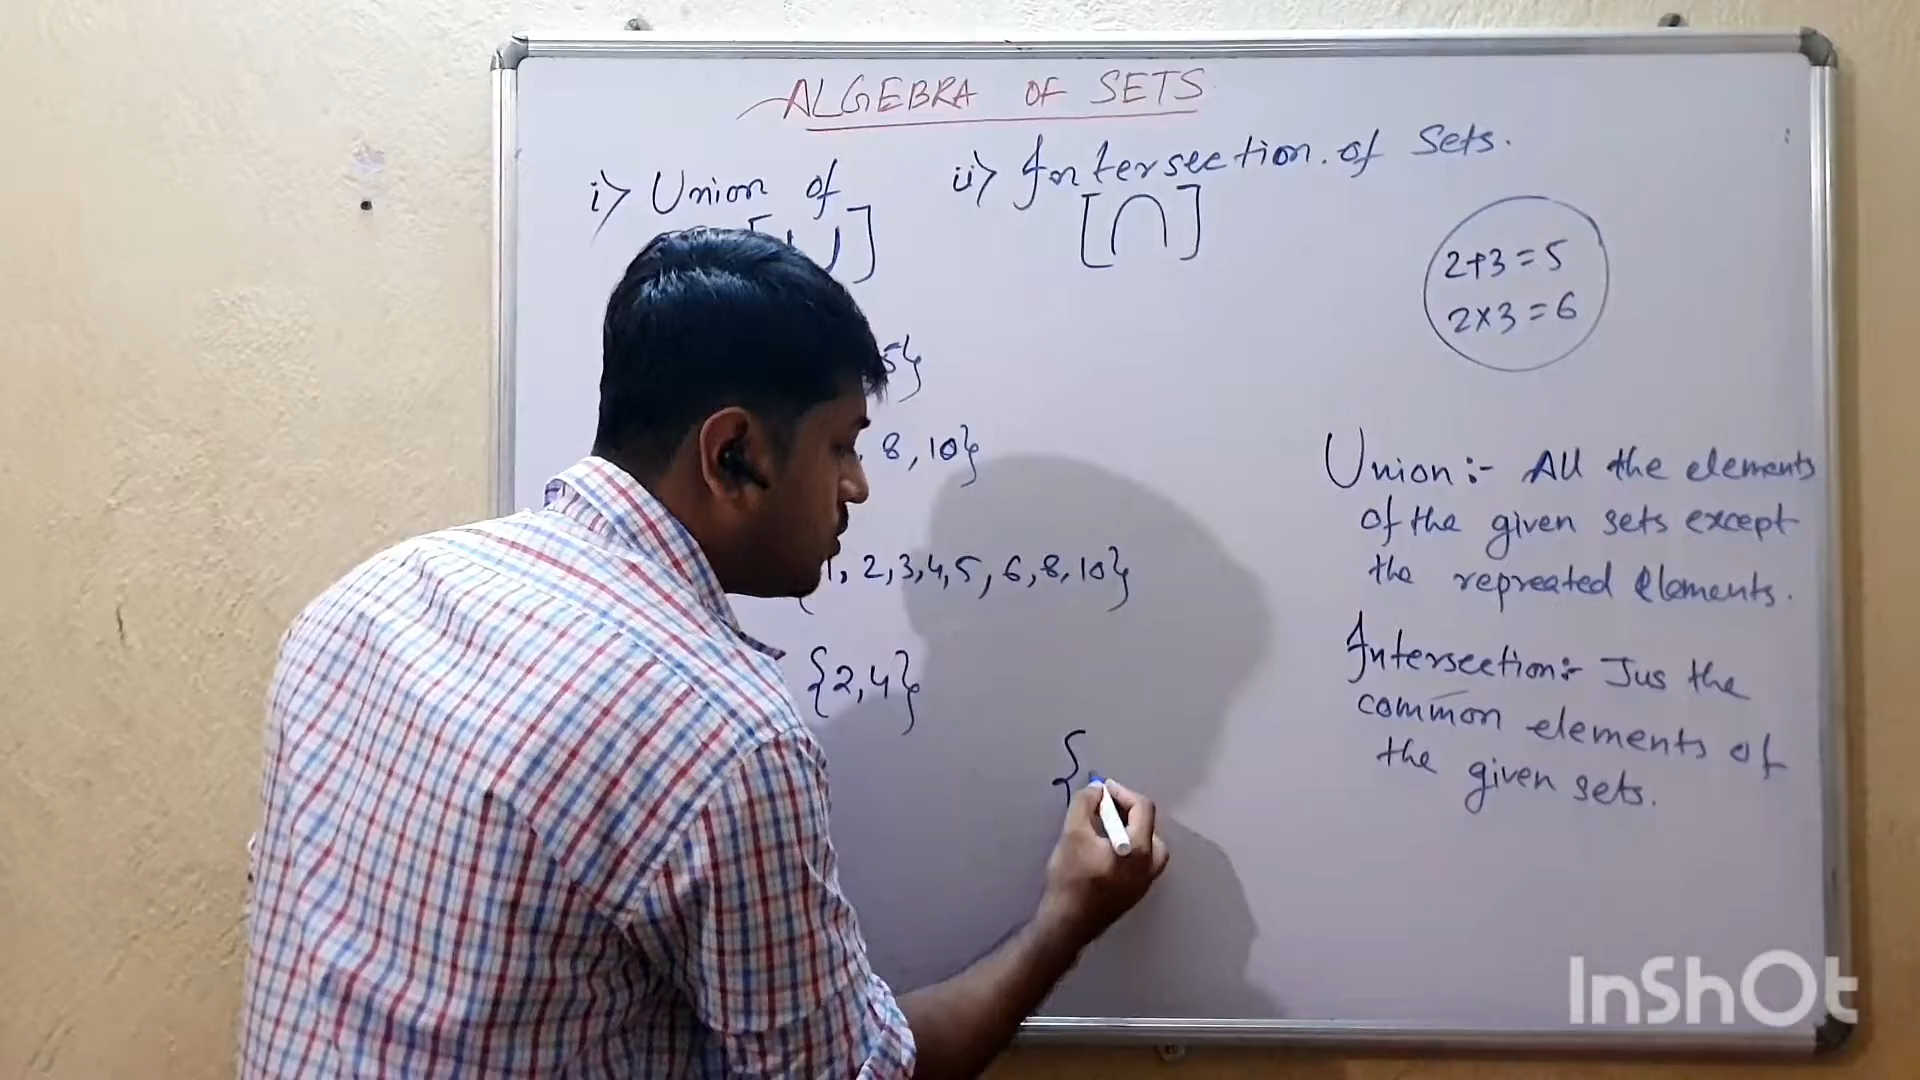 ALGEBRA OF SETS
i> Union of
[∪]
ii> Intersection. of Sets.
[∩]
2+3=5
2×3=6
5}
8, 10}
1, 2, 3, 4, 5, 6, 8, 10}
{2, 4}
{
Union:- All the elements
of the given sets except
the repreated elements.
Intersection:- Jus the
common elements of
the given sets.
InShOt